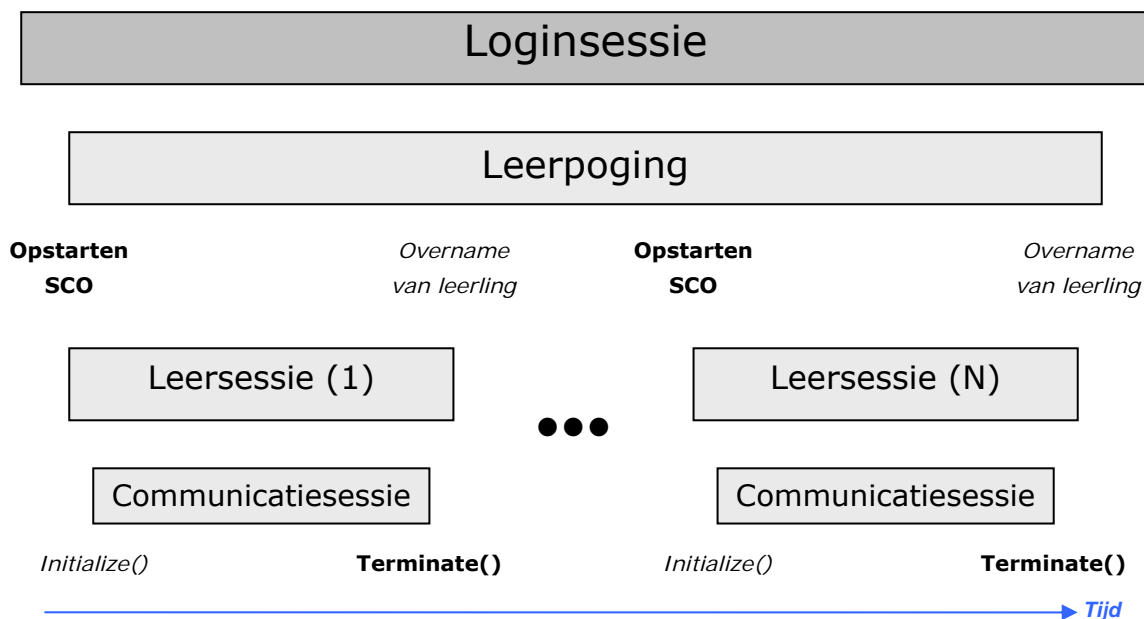 Loginsessie
Leerpoging
Opstarten Overname Opstarten Overname
SCO van leerling SCO van leerling
Leersessie (1) Leersessie (N)
Communicatiesessie Communicatiesessie
Initialize() Terminate() Initialize() Terminate()
Tijd